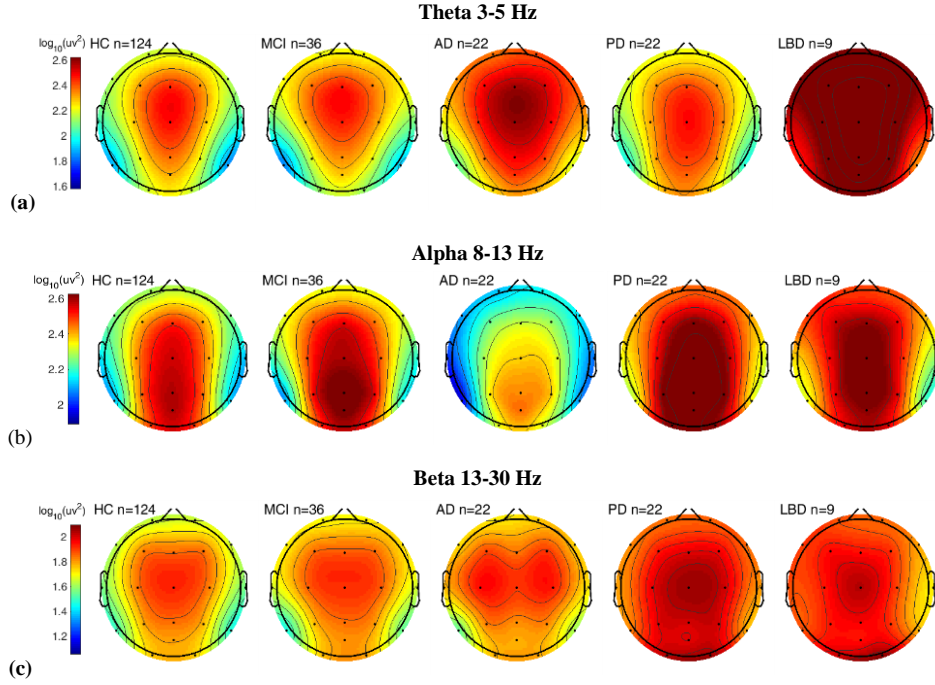 Theta 3-5 Hz
log10(uv²) HC n=124 MCI n=36 AD n=22 PD n=22 LBD n=9
2.6
2.4
2.2
2
1.8
1.6
(a)
Alpha 8-13 Hz
log10(uv²) HC n=124 MCI n=36 AD n=22 PD n=22 LBD n=9
2.6
2.4
2.2
2
(b)
Beta 13-30 Hz
log10(uv²) HC n=124 MCI n=36 AD n=22 PD n=22 LBD n=9
2
1.8
1.6
1.4
1.2
(c)